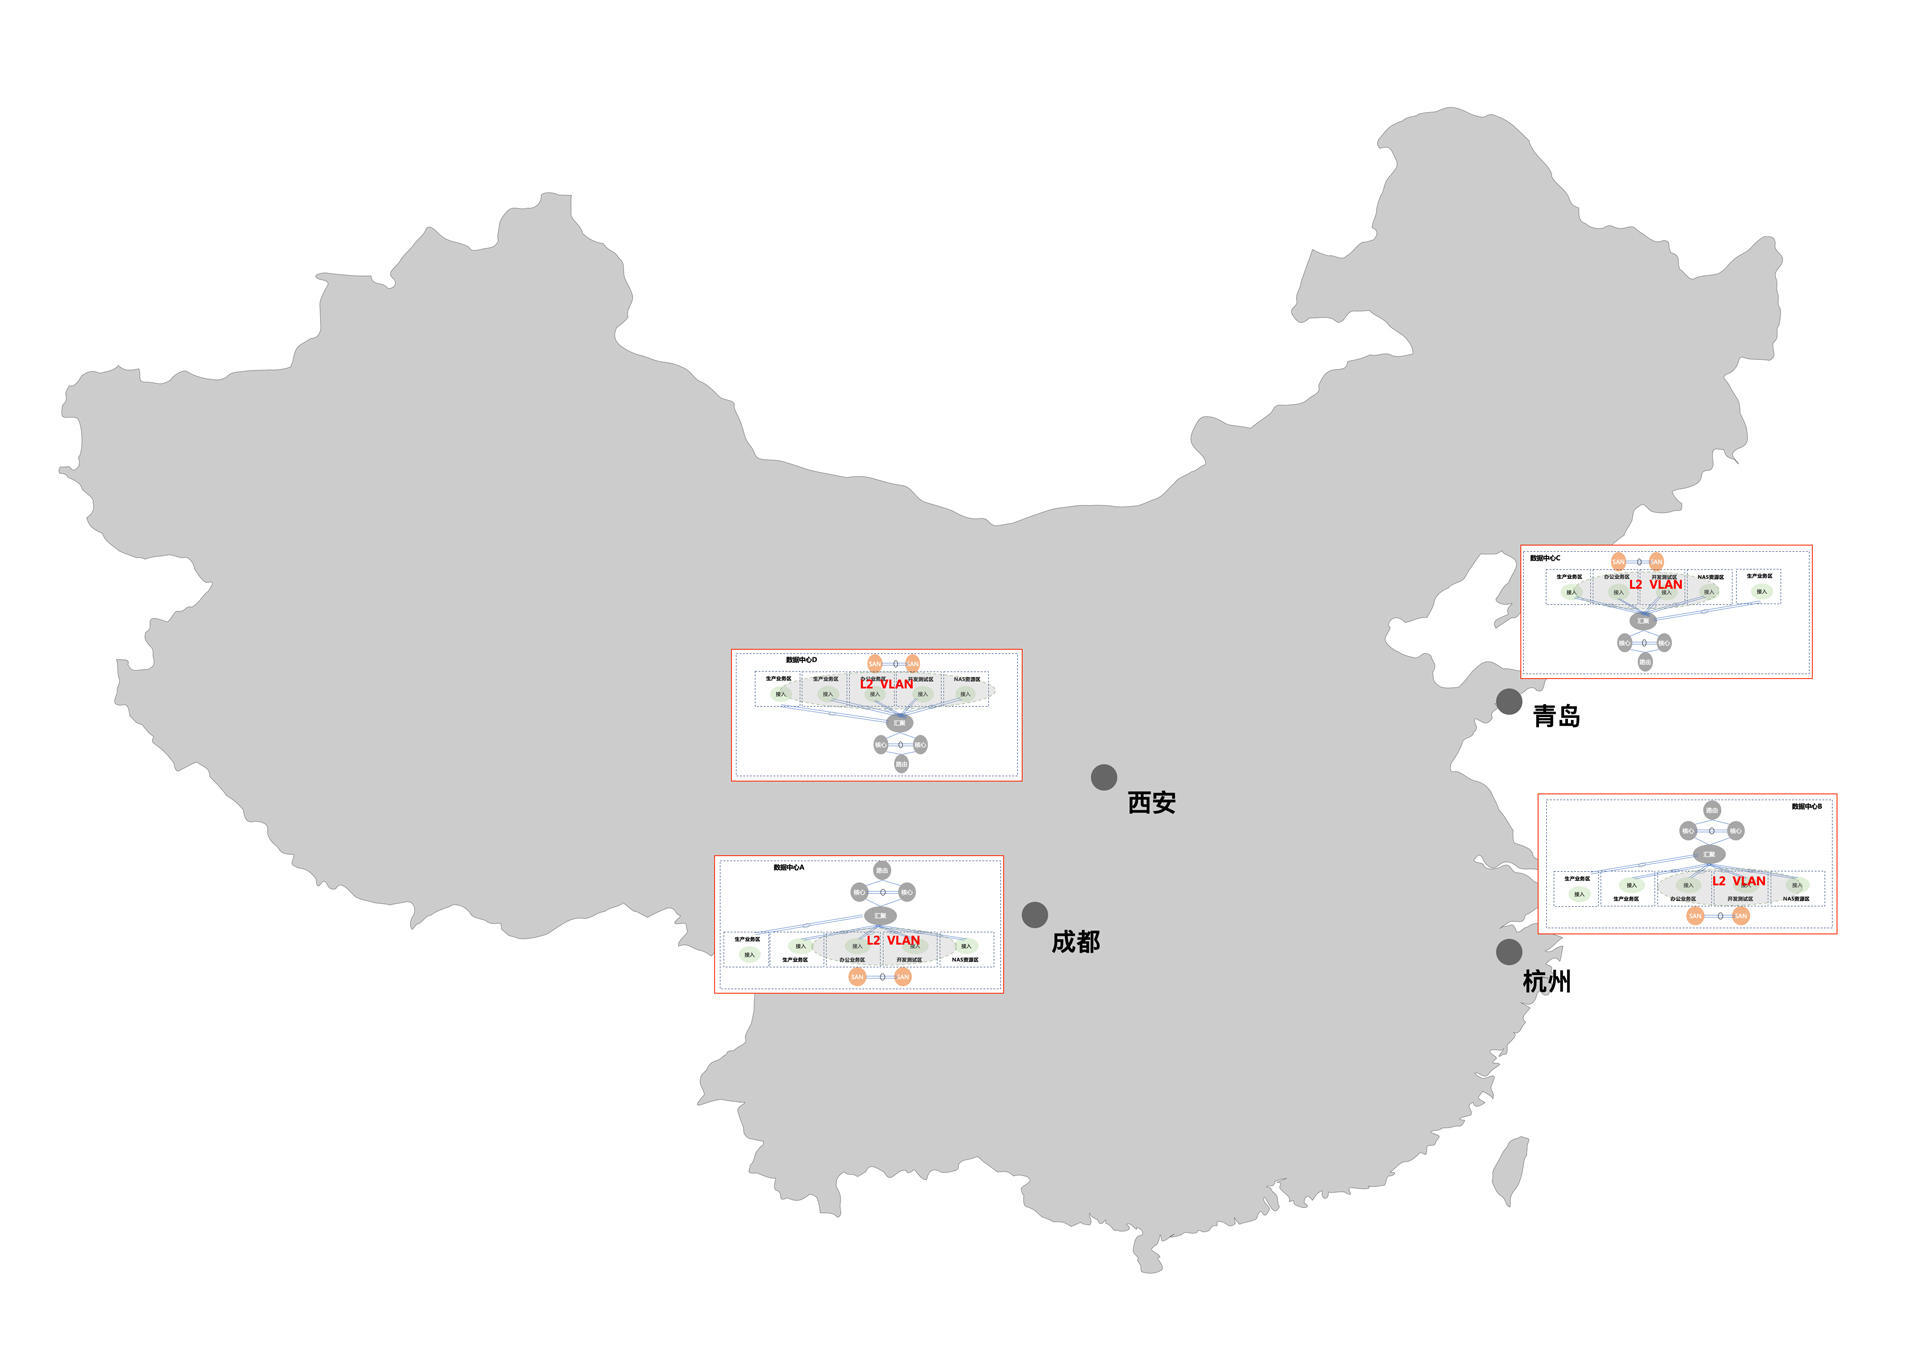 数据中心C
SAN
SAN
生产业务区
办公业务区
开发测试区
NAS资源区
生产业务区
L2 VLAN
接入
接入
接入
接入
接入
汇聚
核心
核心
路由
青岛
数据中心D
SAN
SAN
生产业务区
生产业务区
办公业务区
开发测试区
NAS资源区
L2 VLAN
接入
接入
接入
接入
接入
汇聚
核心
核心
路由
西安
数据中心B
路由
核心
核心
汇聚
生产业务区
接入
接入
接入
L2 VLAN
接入
接入
生产业务区
办公业务区
开发测试区
NAS资源区
SAN
SAN
杭州
数据中心A
路由
核心
核心
汇聚
生产业务区
接入
接入
接入
L2 VLAN
接入
接入
生产业务区
办公业务区
开发测试区
NAS资源区
SAN
SAN
成都